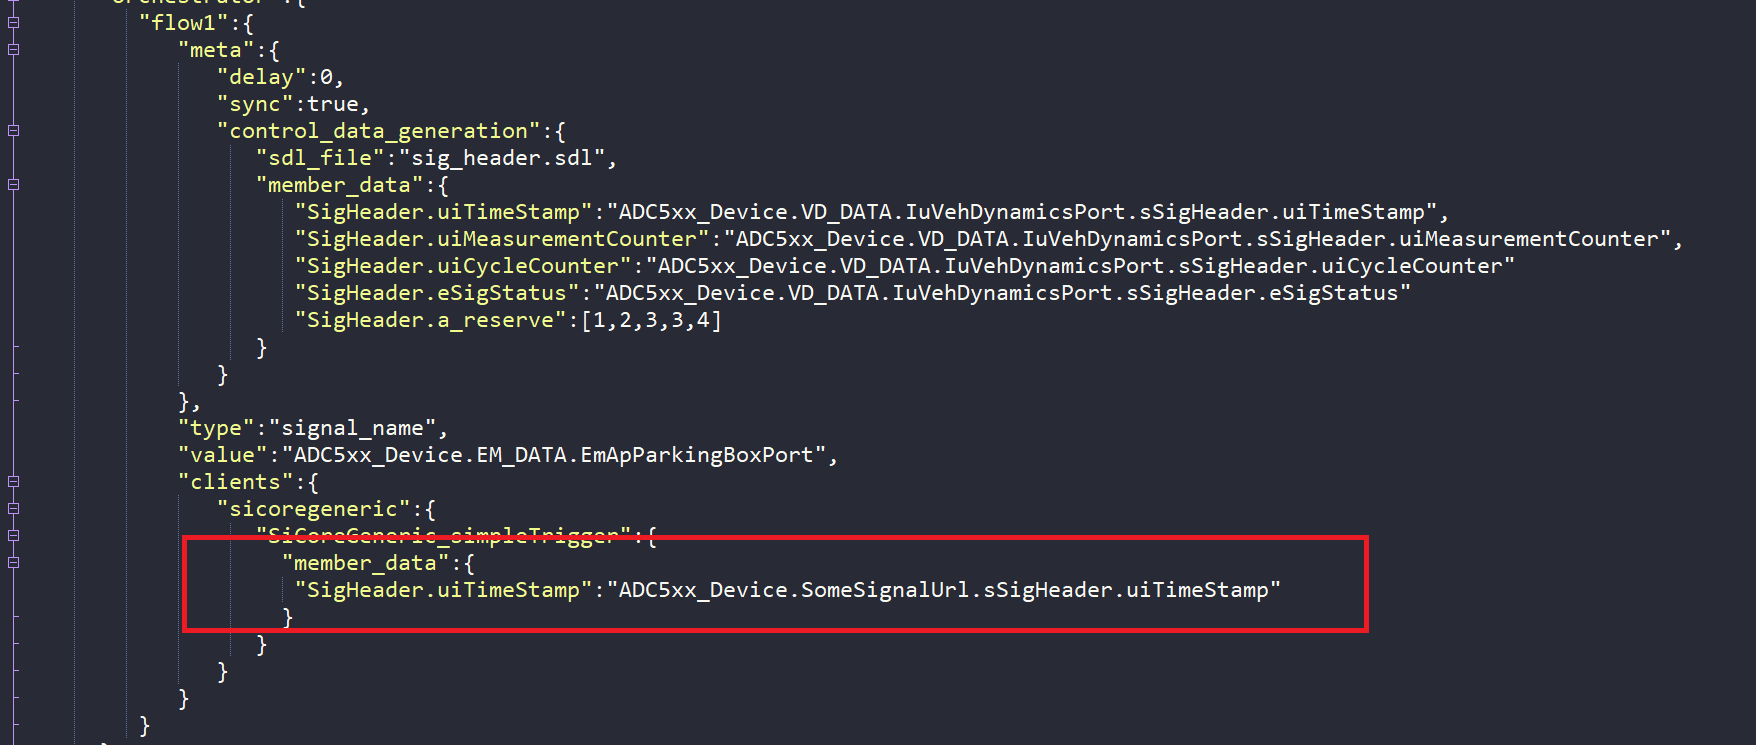 "orchestrator":{
"flow1":{
"meta":{
"delay":0,
"sync":true,
"control_data_generation":{
"sdl_file":"sig_header.sdl",
"member_data":{
"SigHeader.uiTimeStamp":"ADC5xx_Device.VD_DATA.IuVehDynamicsPort.sSigHeader.uiTimeStamp",
"SigHeader.uiMeasurementCounter":"ADC5xx_Device.VD_DATA.IuVehDynamicsPort.sSigHeader.uiMeasurementCounter",
"SigHeader.uiCycleCounter":"ADC5xx_Device.VD_DATA.IuVehDynamicsPort.sSigHeader.uiCycleCounter"
"SigHeader.eSigStatus":"ADC5xx_Device.VD_DATA.IuVehDynamicsPort.sSigHeader.eSigStatus"
"SigHeader.a_reserve":[1,2,3,3,4]
}
}
},
"type":"signal_name",
"value":"ADC5xx_Device.EM_DATA.EmApParkingBoxPort",
"clients":{
"sicoregeneric":{
"SiCoreGeneric_simpleTrigger":{
"member_data":{
"SigHeader.uiTimeStamp":"ADC5xx_Device.SomeSignalUrl.sSigHeader.uiTimeStamp"
}
}
}
}
}